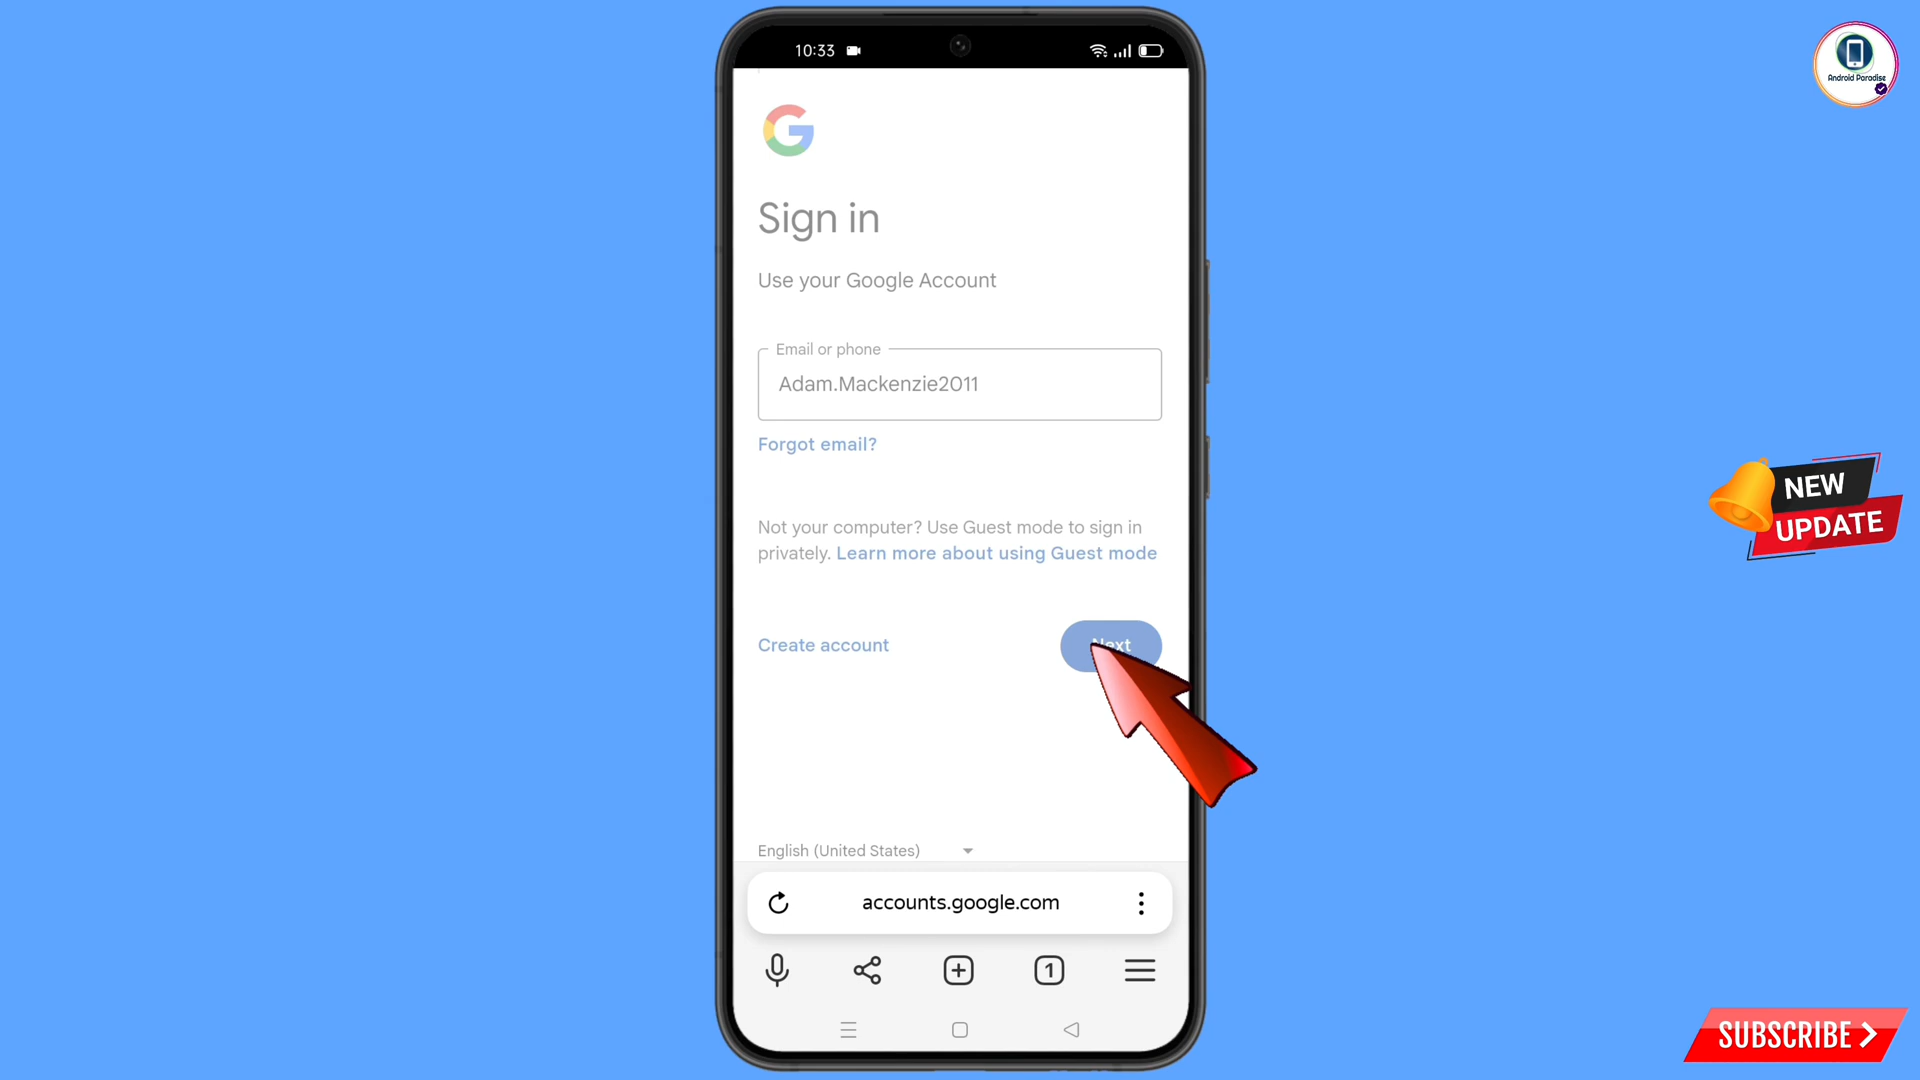 10:33
Android Paradise
Sign in
Use your Google Account
Email or phone
Adam.Mackenzie2011
Forgot email?
Not your computer? Use Guest mode to sign in
privately. Learn more about using Guest mode
Create account
Next
English (United States)
accounts.google.com
1
NEW
UPDATE
SUBSCRIBE